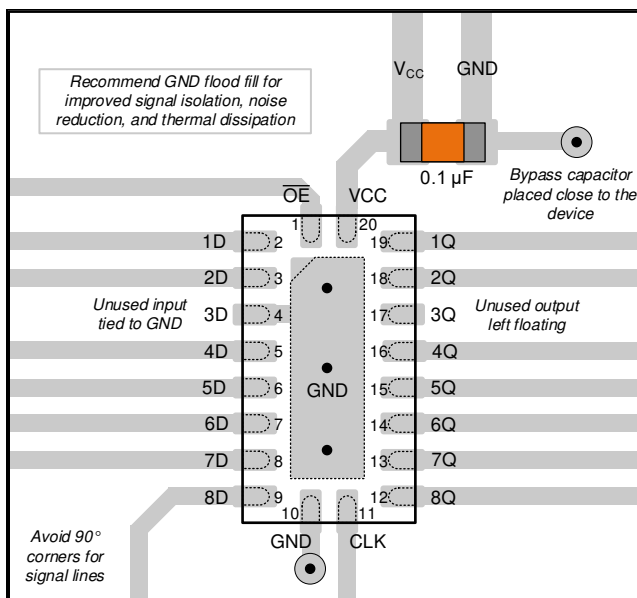 Recommend GND flood fill for
improved signal isolation, noise
reduction, and thermal dissipation
V_CC GND
0.1 µF
Bypass capacitor
placed close to the
device
O̅E̅ VCC
1 20
1D 2 19 1Q
2D 3 18 2Q
Unused input
tied to GND
3D 4 17 3Q
Unused output
left floating
4D 5 16 4Q
5D 6 GND 15 5Q
6D 7 14 6Q
7D 8 13 7Q
8D 9 12 8Q
10 11
GND CLK
Avoid 90°
corners for
signal lines